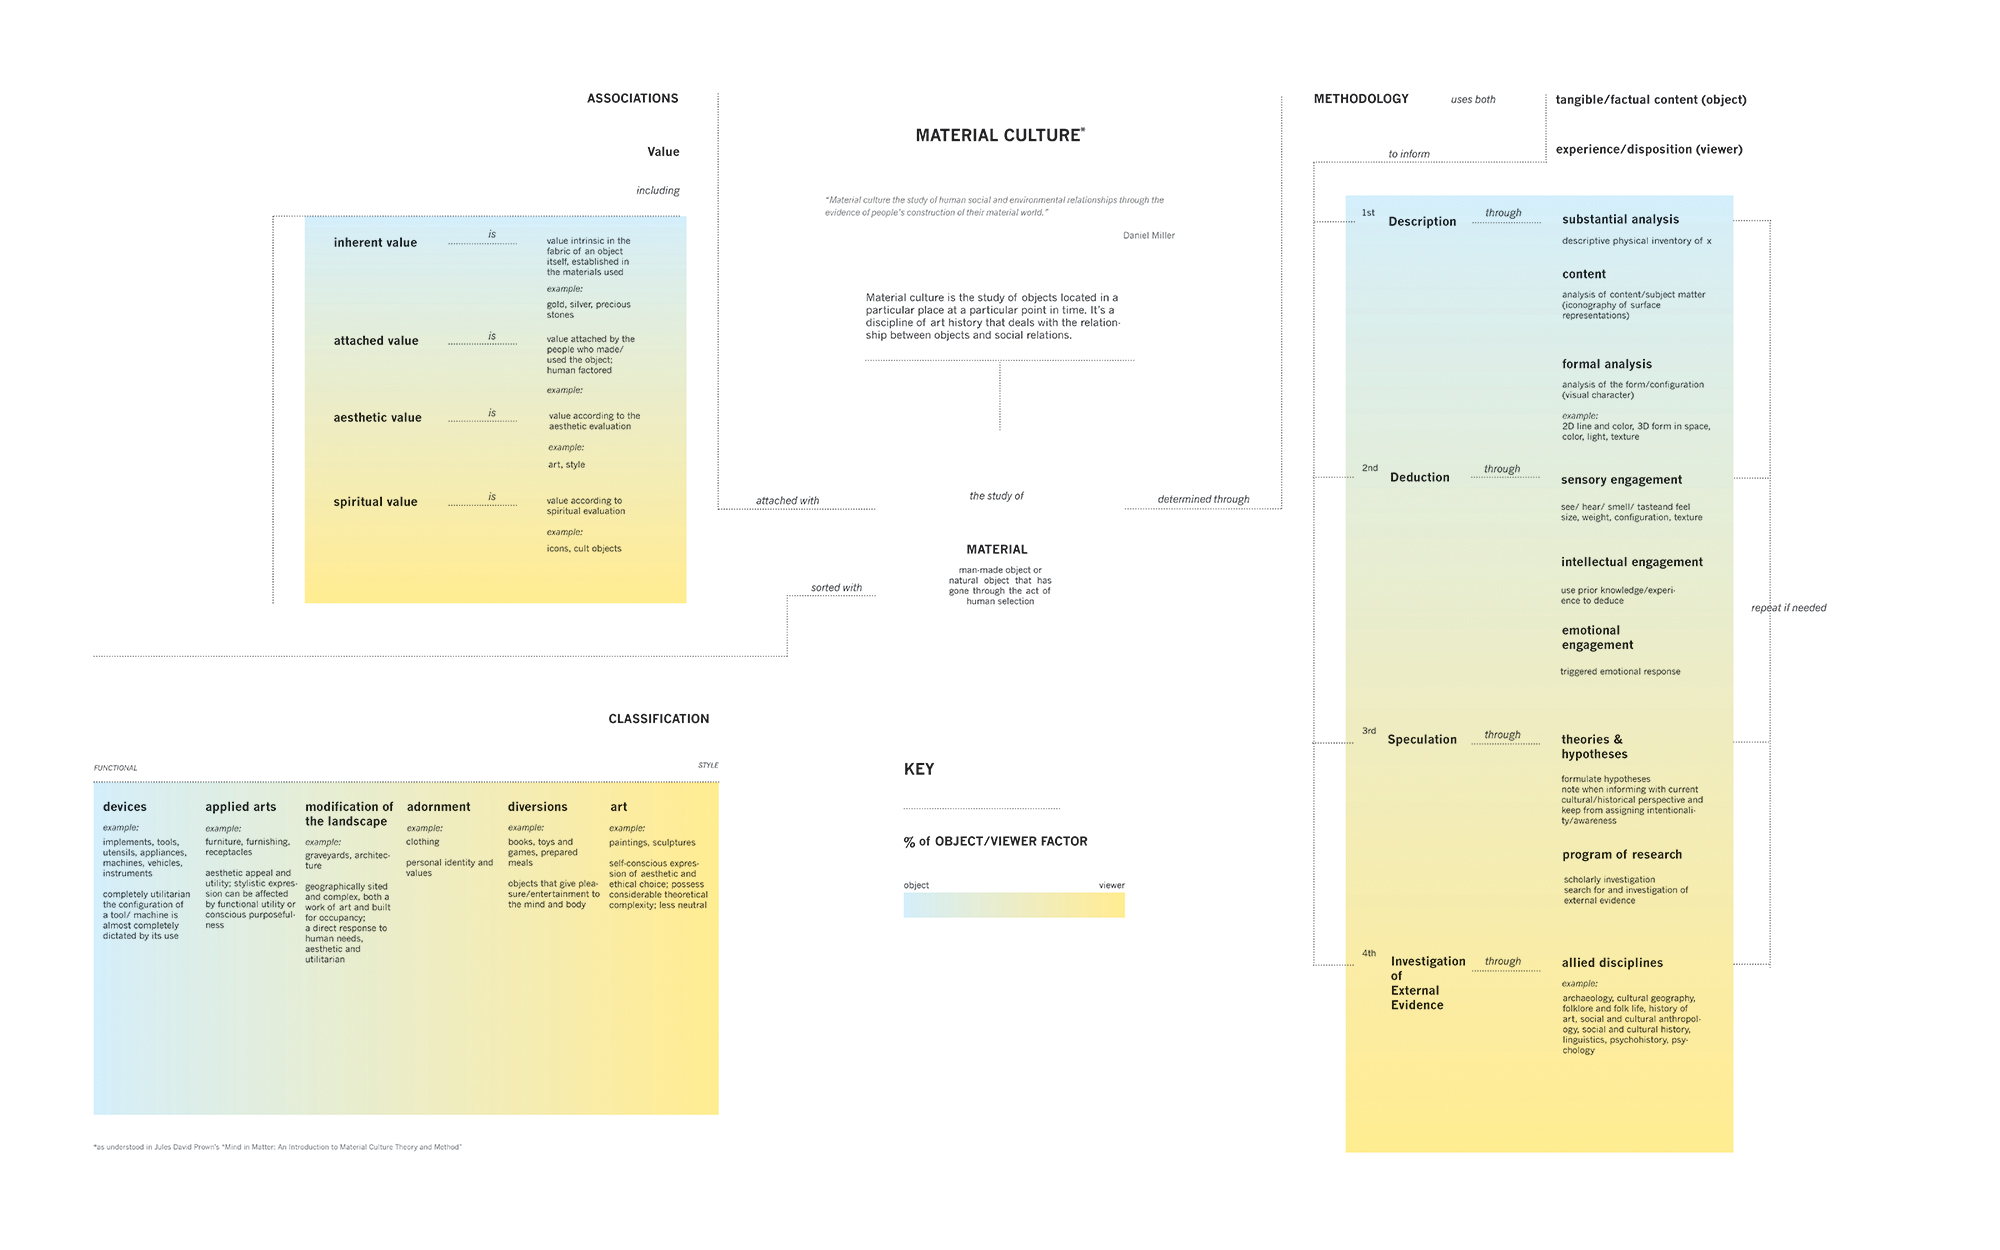 MATERIAL CULTURE*
"Material culture the study of human social and environmental relationships through the
evidence of people's construction of their material world."
Daniel Miller
Material culture is the study of objects located in a
particular place at a particular point in time. It's a
discipline of art history that deals with the relation-
ship between objects and social relations.
the study of
MATERIAL
man-made object or
natural object that has
gone through the act of
human selection
attached with
ASSOCIATIONS
Value
including
inherent value
is
value intrinsic in the
fabric of an object
itself, established in
the materials used
example:
gold, silver, precious
stones
attached value
is
value attached by the
people who made/
used the object;
human factored
example:
aesthetic value
is
value according to the
aesthetic evaluation
example:
art, style
spiritual value
is
value according to
spiritual evaluation
example:
icons, cult objects
sorted with
CLASSIFICATION
FUNCTIONAL
STYLE
devices
example:
implements, tools,
utensils, appliances,
machines, vehicles,
instruments
completely utilitarian
the configuration of
a tool/ machine is
almost completely
dictated by its use
applied arts
example:
furniture, furnishing,
receptacles
aesthetic appeal and
utility; stylistic expres-
sion can be affected
by functional utility or
conscious purposeful-
ness
modification of
the landscape
example:
graveyards, architec-
ture
geographically sited
and complex, both a
work of art and built
for occupancy;
a direct response to
human needs,
aesthetic and
utilitarian
adornment
example:
clothing
personal identity and
values
diversions
example:
books, toys and
games, prepared
meals
objects that give plea-
sure/entertainment to
the mind and body
art
example:
paintings, sculptures
self-conscious expres-
sion of aesthetic and
ethical choice; possess
considerable theoretical
complexity; less neutral
*as understood in Jules David Prown's "Mind in Matter: An Introduction to Material Culture Theory and Method"
KEY
% of OBJECT/VIEWER FACTOR
object
viewer
determined through
METHODOLOGY
uses both
tangible/factual content (object)
experience/disposition (viewer)
to inform
1st
Description
through
substantial analysis
descriptive physical inventory of x
content
analysis of content/subject matter
(iconography of surface
representations)
formal analysis
analysis of the form/configuration
(visual character)
example:
2D line and color, 3D form in space,
color, light, texture
2nd
Deduction
through
sensory engagement
see/ hear/ smell/ tasteand feel
size, weight, configuration, texture
intellectual engagement
use prior knowledge/experi-
ence to deduce
emotional
engagement
triggered emotional response
repeat if needed
3rd
Speculation
through
theories &
hypotheses
formulate hypotheses
note when informing with current
cultural/historical perspective and
keep from assigning intentionali-
ty/awareness
program of research
scholarly investigation
search for and investigation of
external evidence
4th
Investigation
of
External
Evidence
through
allied disciplines
example:
archaeology, cultural geography,
folklore and folk life, history of
art, social and cultural anthropol-
ogy, social and cultural history,
linguistics, psychohistory, psy-
chology